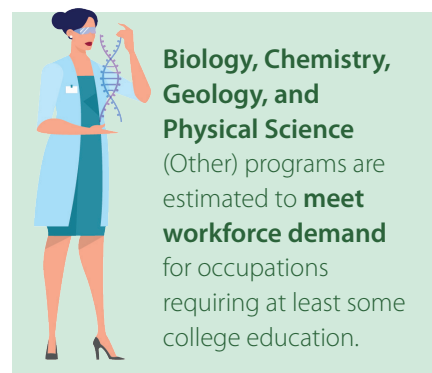 Biology, Chemistry,
Geology, and
Physical Science
(Other) programs are
estimated to meet
workforce demand
for occupations
requiring at least some
college education.